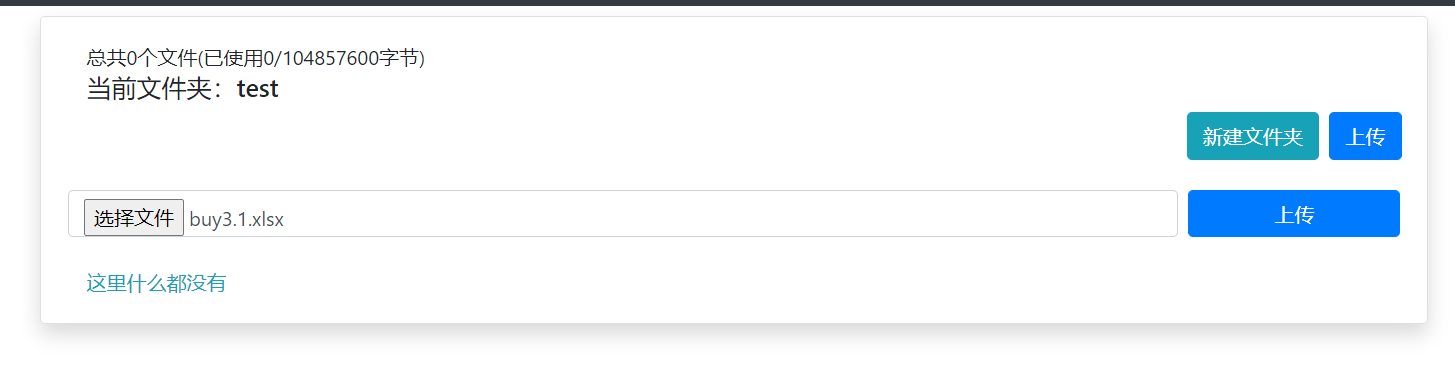 总共0个文件(已使用0/104857600字节)
当前文件夹：test
新建文件夹 上传
选择文件 buy3.1.xlsx 上传
这里什么都没有